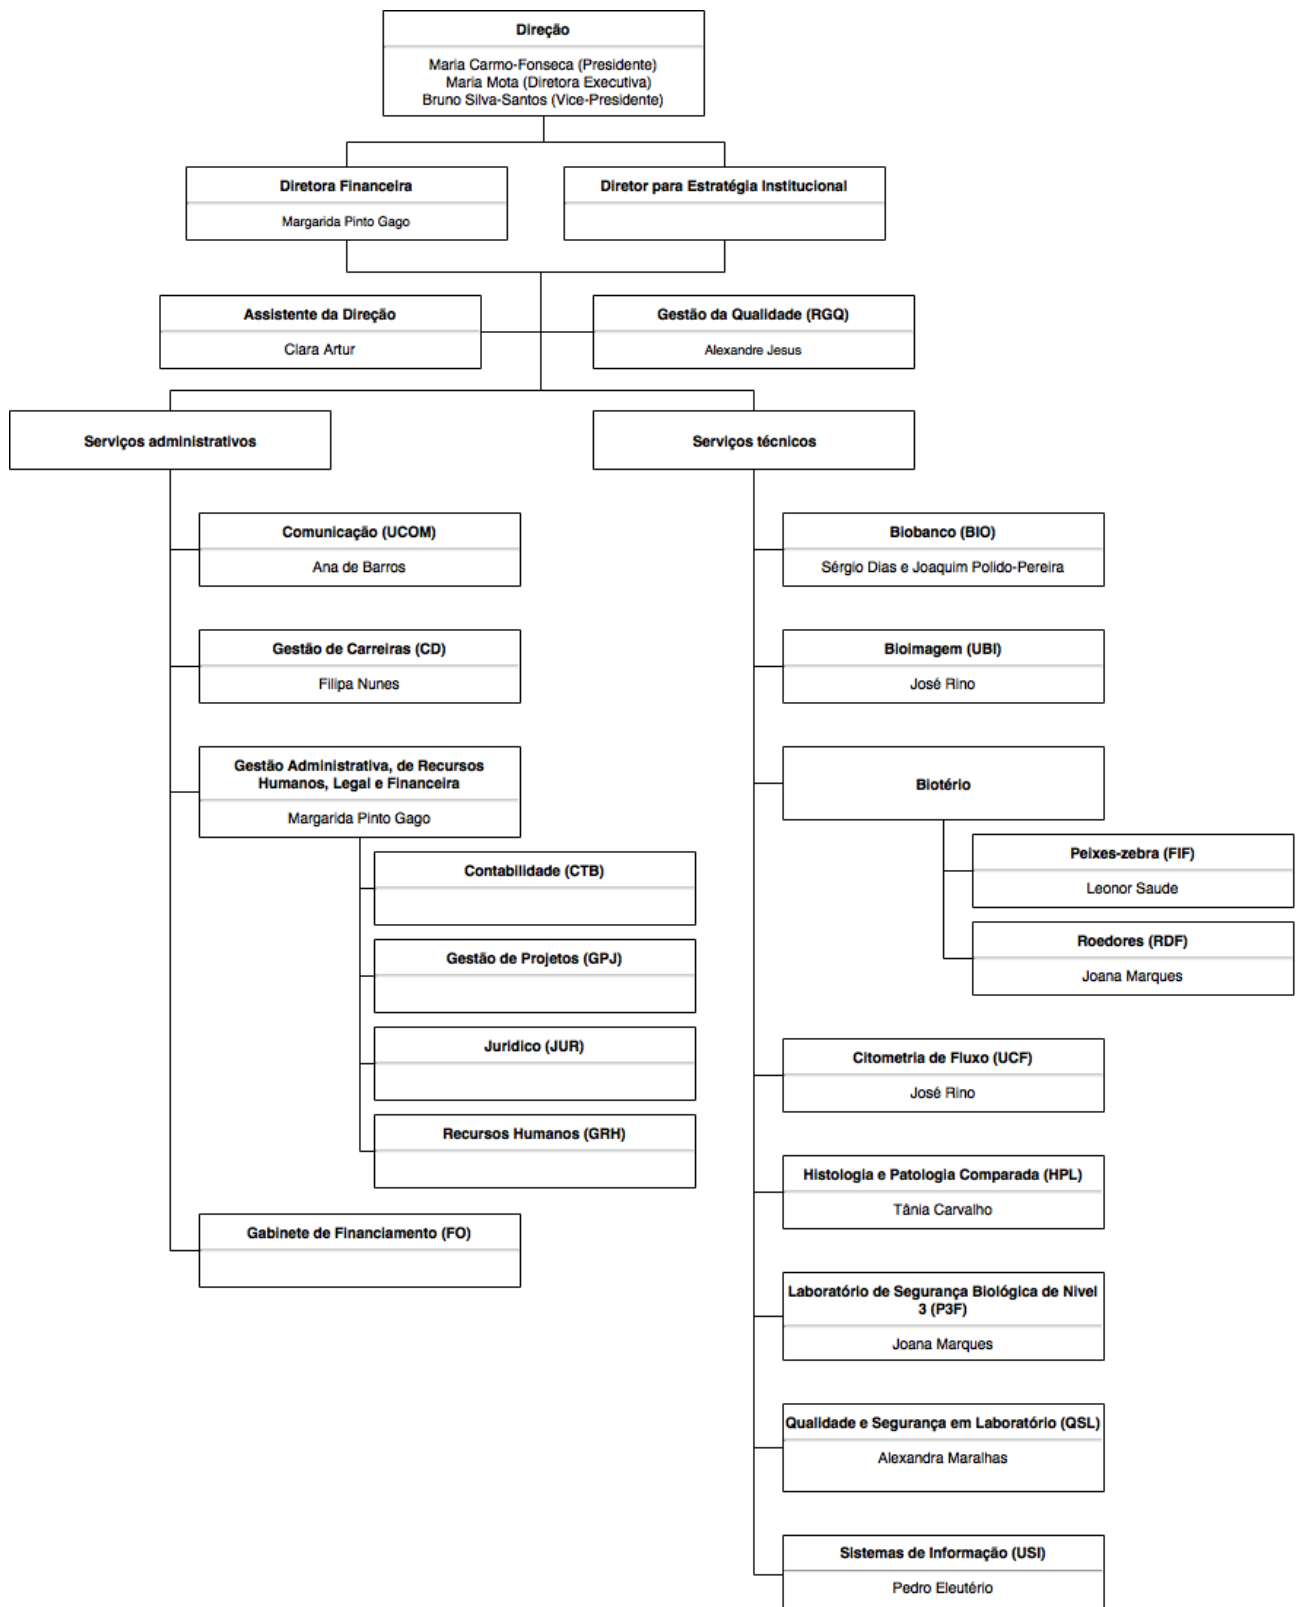 Direção
Maria Carmo-Fonseca (Presidente)
Maria Mota (Diretora Executiva)
Bruno Silva-Santos (Vice-Presidente)
Diretora Financeira
Margarida Pinto Gago
Diretor para Estratégia Institucional
Assistente da Direção
Clara Artur
Gestão da Qualidade (RGQ)
Alexandre Jesus
Serviços administrativos
Comunicação (UCOM)
Ana de Barros
Gestão de Carreiras (CD)
Filipa Nunes
Gestão Administrativa, de Recursos
Humanos, Legal e Financeira
Margarida Pinto Gago
Contabilidade (CTB)
Gestão de Projetos (GPJ)
Juridico (JUR)
Recursos Humanos (GRH)
Gabinete de Financiamento (FO)
Serviços técnicos
Biobanco (BIO)
Sérgio Dias e Joaquim Polido-Pereira
Bioimagem (UBI)
José Rino
Biotério
Peixes-zebra (FIF)
Leonor Saude
Roedores (RDF)
Joana Marques
Citometria de Fluxo (UCF)
José Rino
Histologia e Patologia Comparada (HPL)
Tânia Carvalho
Laboratório de Segurança Biológica de Nivel
3 (P3F)
Joana Marques
Qualidade e Segurança em Laboratório (QSL)
Alexandra Maralhas
Sistemas de Informação (USI)
Pedro Eleutério